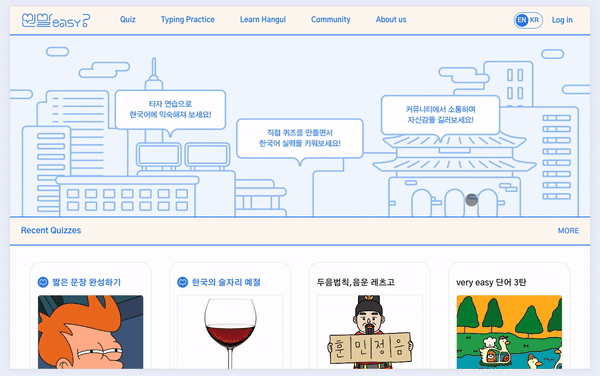 한글 easy?
Quiz
Typing Practice
Learn Hangul
Community
About us
EN KR
Log in
타자 연습으로
한국어에 익숙해져 보세요!
직접 퀴즈를 만들면서
한국어 실력을 키워보세요!
커뮤니티에서 소통하며
자신감을 길러보세요!
Recent Quizzes
MORE
짧은 문장 완성하기
한국의 술자리 예절
두음법칙,음운 레츠고
very easy 단어 3탄
훈민정음